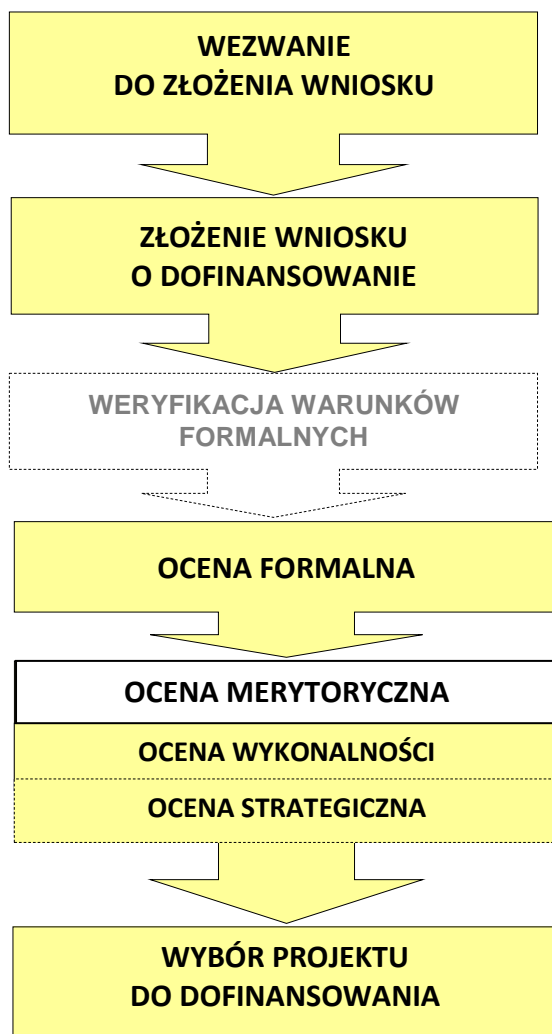 WEZWANIE
DO ZŁOŻENIA WNIOSKU
ZŁOŻENIE WNIOSKU
O DOFINANSOWANIE
WERYFIKACJA WARUNKÓW
FORMALNYCH
OCENA FORMALNA
OCENA MERYTORYCZNA
OCENA WYKONALNOŚCI
OCENA STRATEGICZNA
WYBÓR PROJEKTU
DO DOFINANSOWANIA